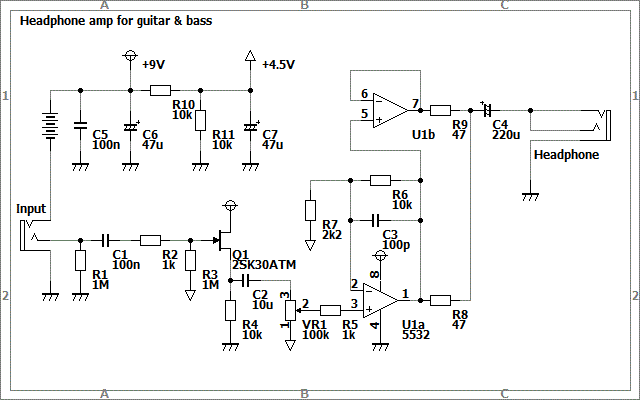 A B C
Headphone amp for guitar & bass
+9V
+4.5V
1 1
R10
10k
C5
100n
C6
47u
R11
10k
C7
47u
6
7
5
U1b
R9
47
C4
220u
Headphone
Input
R6
10k
R7
2k2
C3
100p
R1
1M
C1
100n
R2
1k
R3
1M
Q1
2SK30ATM
C2
10u
R4
10k
3
2
1
VR1
100k
R5
1k
2
3
8
4
1
U1a
5532
R8
47
2 2
A B C